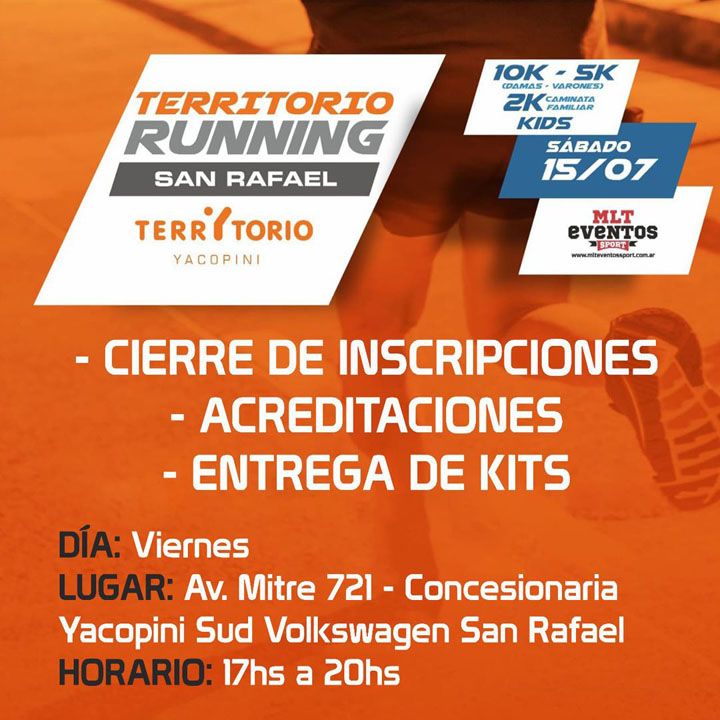 TERRITORIO
RUNNING
SAN RAFAEL
TERRITORIO
YACOPINI
10K - 5K
(DAMAS - VARONES)
2K CAMINATA
FAMILIAR
KIDS
SÁBADO
15/07
MLT
eventos
SPORT
www.mlteventossport.com.ar
- CIERRE DE INSCRIPCIONES
- ACREDITACIONES
- ENTREGA DE KITS
DÍA: Viernes
LUGAR: Av. Mitre 721 - Concesionaria
Yacopini Sud Volkswagen San Rafael
HORARIO: 17hs a 20hs